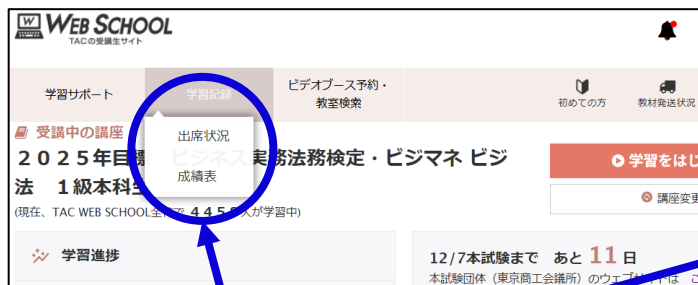 WEB SCHOOL
TACの受講生サイト
学習サポート
学習記録
ビデオブース予約・
教室検索
初めての方
教材発送状況
出席状況
成績表
受講中の講座
2025年目標 ビジネス実務法務検定・ビジマネ ビジ
法 1級本科生
(現在、TAC WEB SCHOOL全体で 445 人が学習中)
学習をはじ
講座変更
学習進捗
12/7本試験まで あと 11 日
本試験団体（東京商工会議所）のウェブサイトは こ